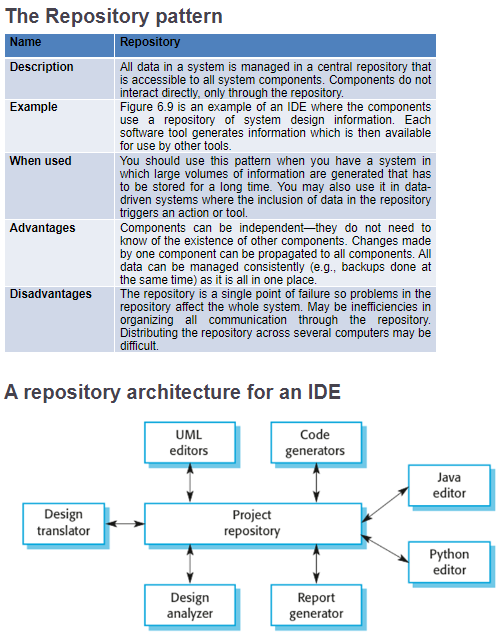 The Repository pattern
Name Repository
Description All data in a system is managed in a central repository that
is accessible to all system components. Components do not
interact directly, only through the repository.
Example Figure 6.9 is an example of an IDE where the components
use a repository of system design information. Each
software tool generates information which is then available
for use by other tools.
When used You should use this pattern when you have a system in
which large volumes of information are generated that has
to be stored for a long time. You may also use it in data-
driven systems where the inclusion of data in the repository
triggers an action or tool.
Advantages Components can be independent—they do not need to
know of the existence of other components. Changes made
by one component can be propagated to all components. All
data can be managed consistently (e.g., backups done at
the same time) as it is all in one place.
Disadvantages The repository is a single point of failure so problems in the
repository affect the whole system. May be inefficiencies in
organizing all communication through the repository.
Distributing the repository across several computers may be
difficult.
A repository architecture for an IDE
UML
editors
Code
generators
Java
editor
Design
translator
Project
repository
Python
editor
Design
analyzer
Report
generator